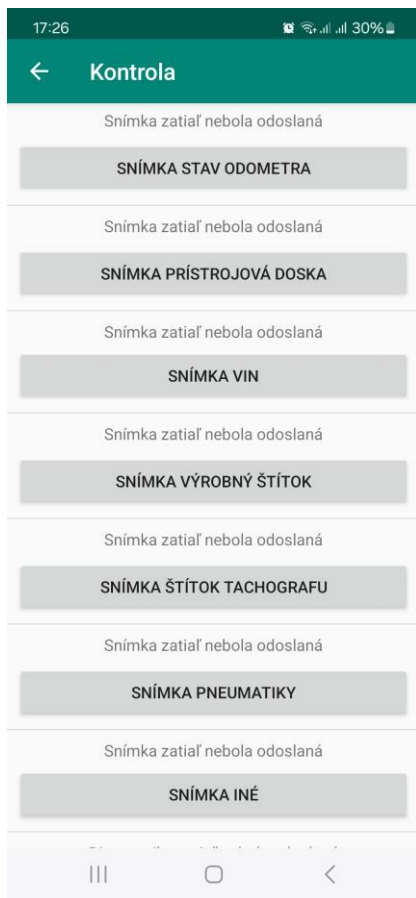 17:26
30%
Kontrola
Snímka zatiaľ nebola odoslaná
SNÍMKA STAV ODOMETRA
Snímka zatiaľ nebola odoslaná
SNÍMKA PRÍSTROJOVÁ DOSKA
Snímka zatiaľ nebola odoslaná
SNÍMKA VIN
Snímka zatiaľ nebola odoslaná
SNÍMKA VÝROBNÝ ŠTÍTOK
Snímka zatiaľ nebola odoslaná
SNÍMKA ŠTÍTOK TACHOGRAFU
Snímka zatiaľ nebola odoslaná
SNÍMKA PNEUMATIKY
Snímka zatiaľ nebola odoslaná
SNÍMKA INÉ